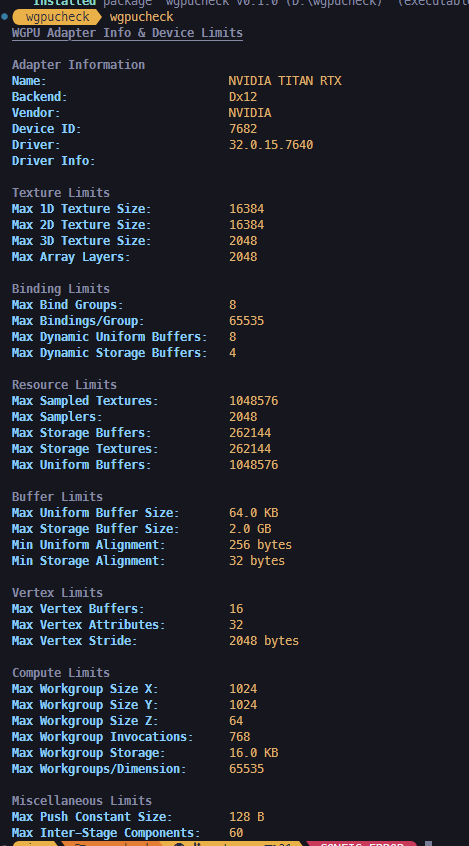 Installed package `wgpucheck v0.1.0 (D:\wgpucheck)` (executabl
wgpucheck wgpucheck
WGPU Adapter Info & Device Limits
Adapter Information
Name: NVIDIA TITAN RTX
Backend: Dx12
Vendor: NVIDIA
Device ID: 7682
Driver: 32.0.15.7640
Driver Info:
Texture Limits
Max 1D Texture Size: 16384
Max 2D Texture Size: 16384
Max 3D Texture Size: 2048
Max Array Layers: 2048
Binding Limits
Max Bind Groups: 8
Max Bindings/Group: 65535
Max Dynamic Uniform Buffers: 8
Max Dynamic Storage Buffers: 4
Resource Limits
Max Sampled Textures: 1048576
Max Samplers: 2048
Max Storage Buffers: 262144
Max Storage Textures: 262144
Max Uniform Buffers: 1048576
Buffer Limits
Max Uniform Buffer Size: 64.0 KB
Max Storage Buffer Size: 2.0 GB
Min Uniform Alignment: 256 bytes
Min Storage Alignment: 32 bytes
Vertex Limits
Max Vertex Buffers: 16
Max Vertex Attributes: 32
Max Vertex Stride: 2048 bytes
Compute Limits
Max Workgroup Size X: 1024
Max Workgroup Size Y: 1024
Max Workgroup Size Z: 64
Max Workgroup Invocations: 768
Max Workgroup Storage: 16.0 KB
Max Workgroups/Dimension: 65535
Miscellaneous Limits
Max Push Constant Size: 128 B
Max Inter-Stage Components: 60
CONFIG ERROR